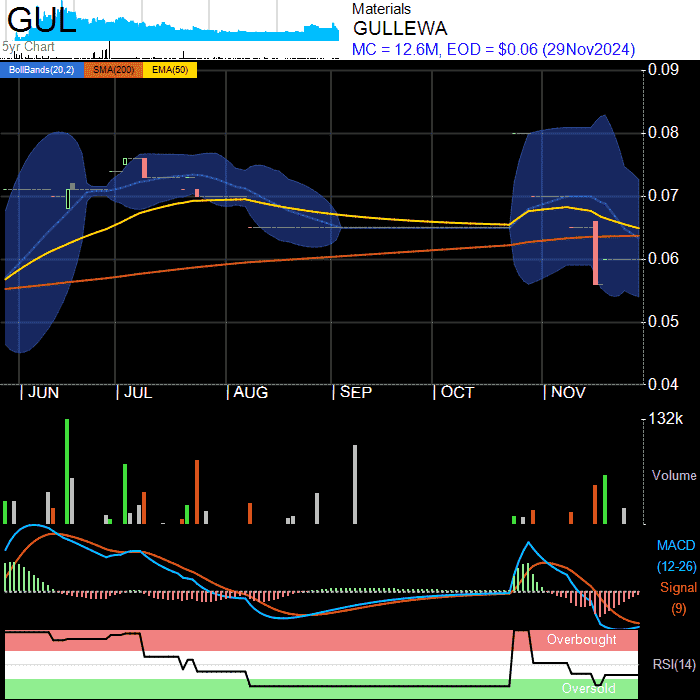 GUL
5yr Chart
Materials
GULLEWA
MC = 12.6M, EOD = $0.06 (29Nov2024)
BollBands(20,2) SMA(200) EMA(50)
0.09
0.08
0.07
0.06
0.05
0.04
JUN JUL AUG SEP OCT NOV
132k
Volume
MACD
(12-26)
Signal
(9)
Overbought
RSI(14)
Oversold